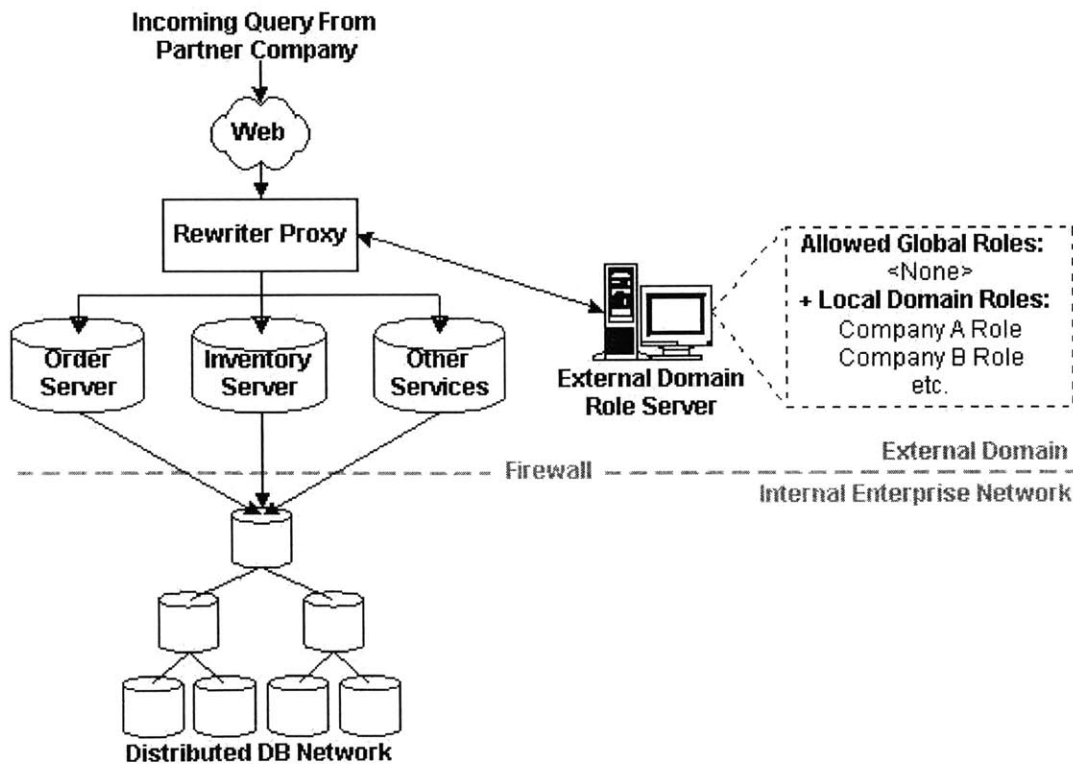 Incoming Query From
Partner Company
Web
Rewriter Proxy
Order
Server
Inventory
Server
Other
Services
External Domain
Role Server
Allowed Global Roles:
<None>
+ Local Domain Roles:
Company A Role
Company B Role
etc.
External Domain
Firewall
Internal Enterprise Network
Distributed DB Network